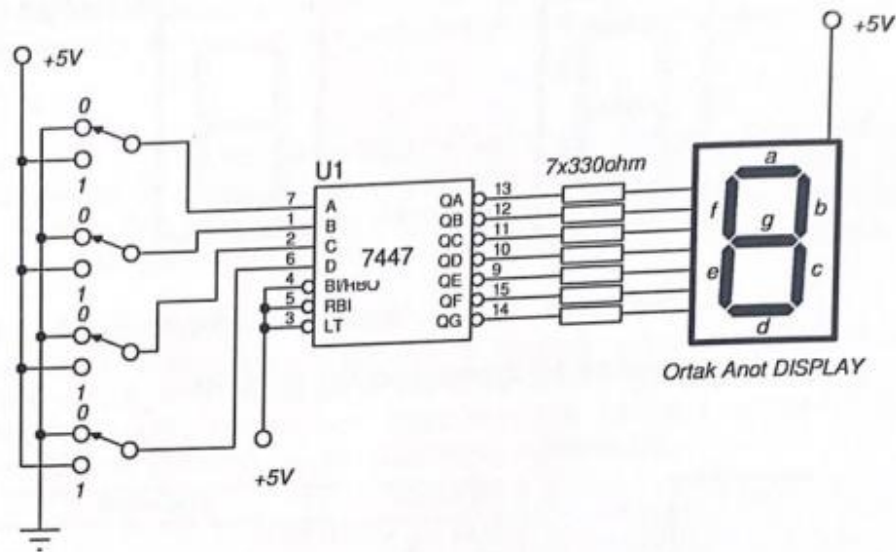 +5V
+5V
0
1
0
1
0
1
0
1
+5V
U1
7447
7 A
1 B
2 C
6 D
4 BI/RBO
5 RBI
3 LT
QA 13
QB 12
QC 11
QD 10
QE 9
QF 15
QG 14
7x330ohm
a
f
b
g
e
c
d
Ortak Anot DISPLAY